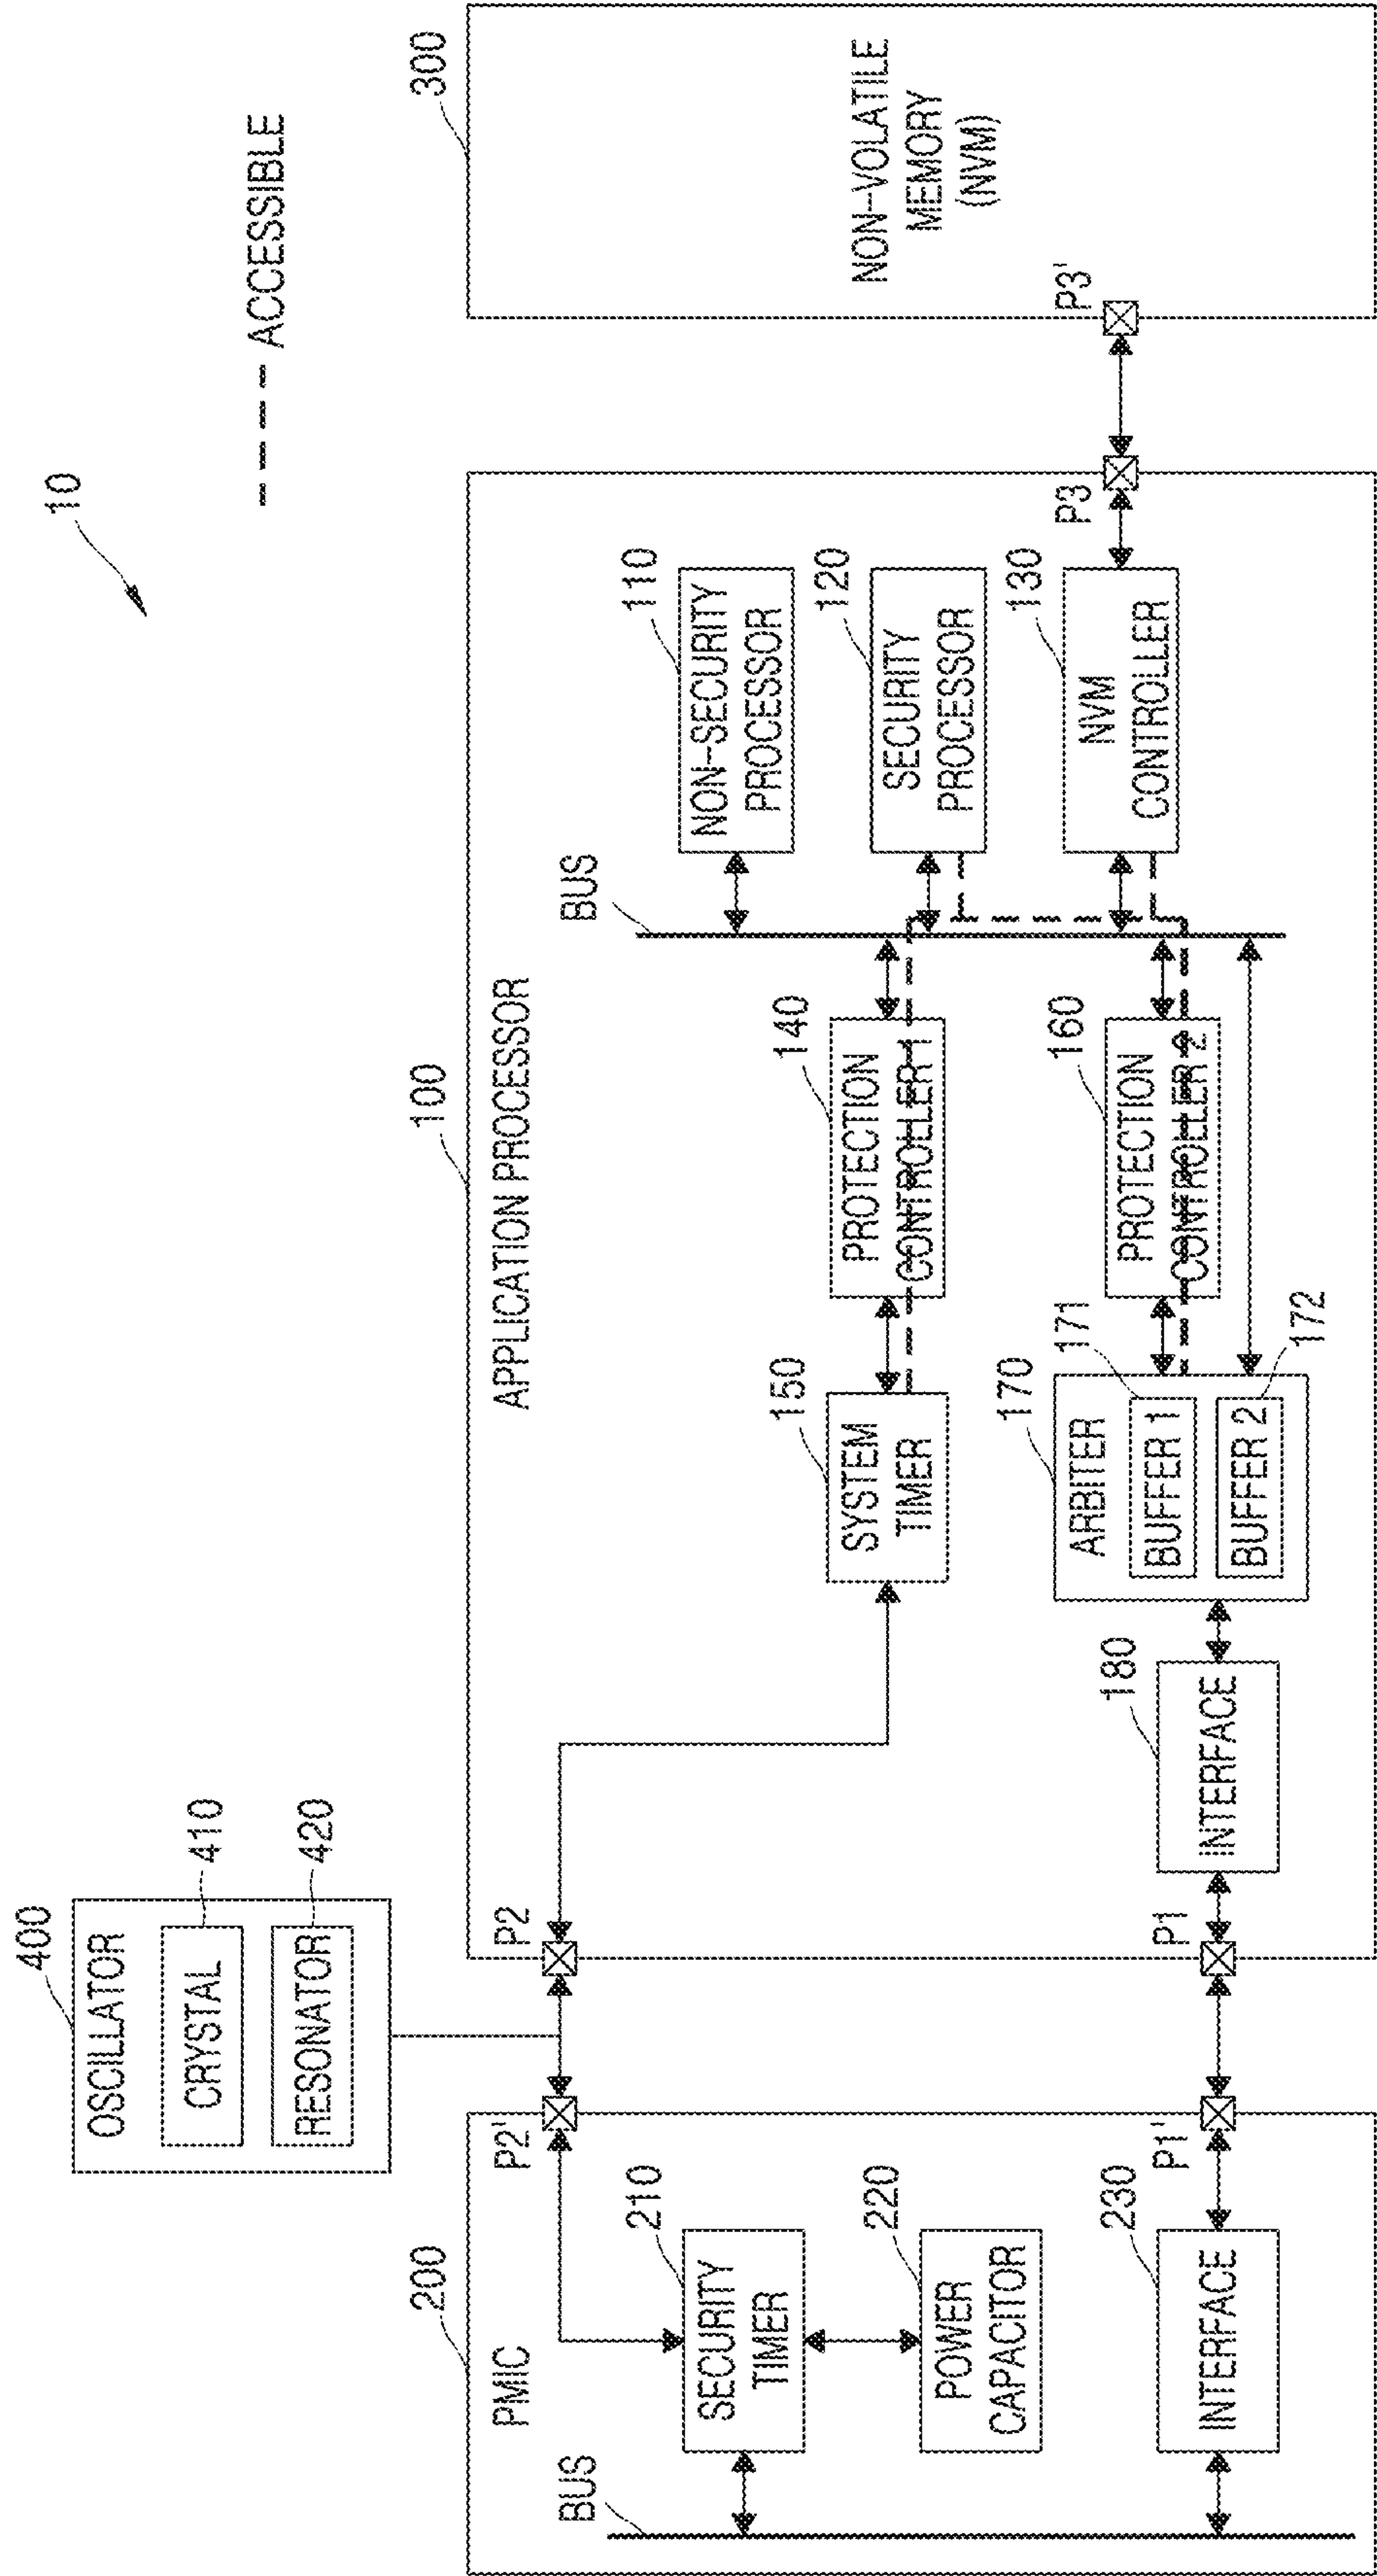 10
ACCESSIBLE
400
OSCILLATOR
CRYSTAL
410
RESONATOR
420
200
PMIC
BUS
P2'
210
SECURITY
TIMER
220
POWER
CAPACITOR
230
INTERFACE
P1'
100
APPLICATION PROCESSOR
P2
P1
180
INTERFACE
150
SYSTEM
TIMER
170
ARBITER
171
BUFFER 1
172
BUFFER 2
140
PROTECTION
CONTROLLER 1
160
PROTECTION
CONTROLLER 2
BUS
110
NON-SECURITY
PROCESSOR
120
SECURITY
PROCESSOR
130
NVM
CONTROLLER
P3
300
P3'
NON-VOLATILE
MEMORY
(NVM)